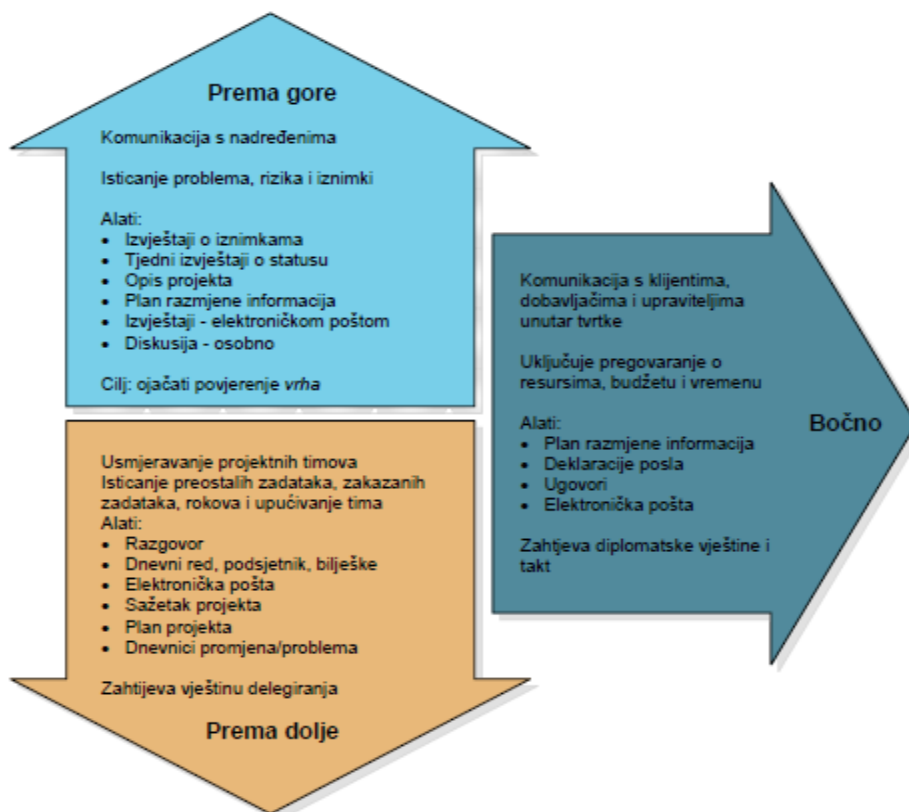 Prema gore
Komunikacija s nadređenima
Isticanje problema, rizika i iznimki
Alati:
• Izvještaji o iznimkama
• Tjedni izvještaji o statusu
• Opis projekta
• Plan razmjene informacija
• Izvještaji - elektroničkom poštom
• Diskusija - osobno
Cilj: ojačati povjerenje vrha
Usmjeravanje projektnih timova
Isticanje preostalih zadataka, zakazanih
zadataka, rokova i upućivanje tima
Alati:
• Razgovor
• Dnevni red, podsjetnik, bilješke
• Elektronička pošta
• Sažetak projekta
• Plan projekta
• Dnevnici promjena/problema
Zahtijeva vještinu delegiranja
Prema dolje
Komunikacija s klijentima,
dobavljačima i upraviteljima
unutar tvrtke
Uključuje pregovaranje o
resursima, budžetu i vremenu
Alati:
• Plan razmjene informacija
• Deklaracije posla
• Ugovori
• Elektronička pošta
Zahtjeva diplomatske vještine i
takt
Bočno